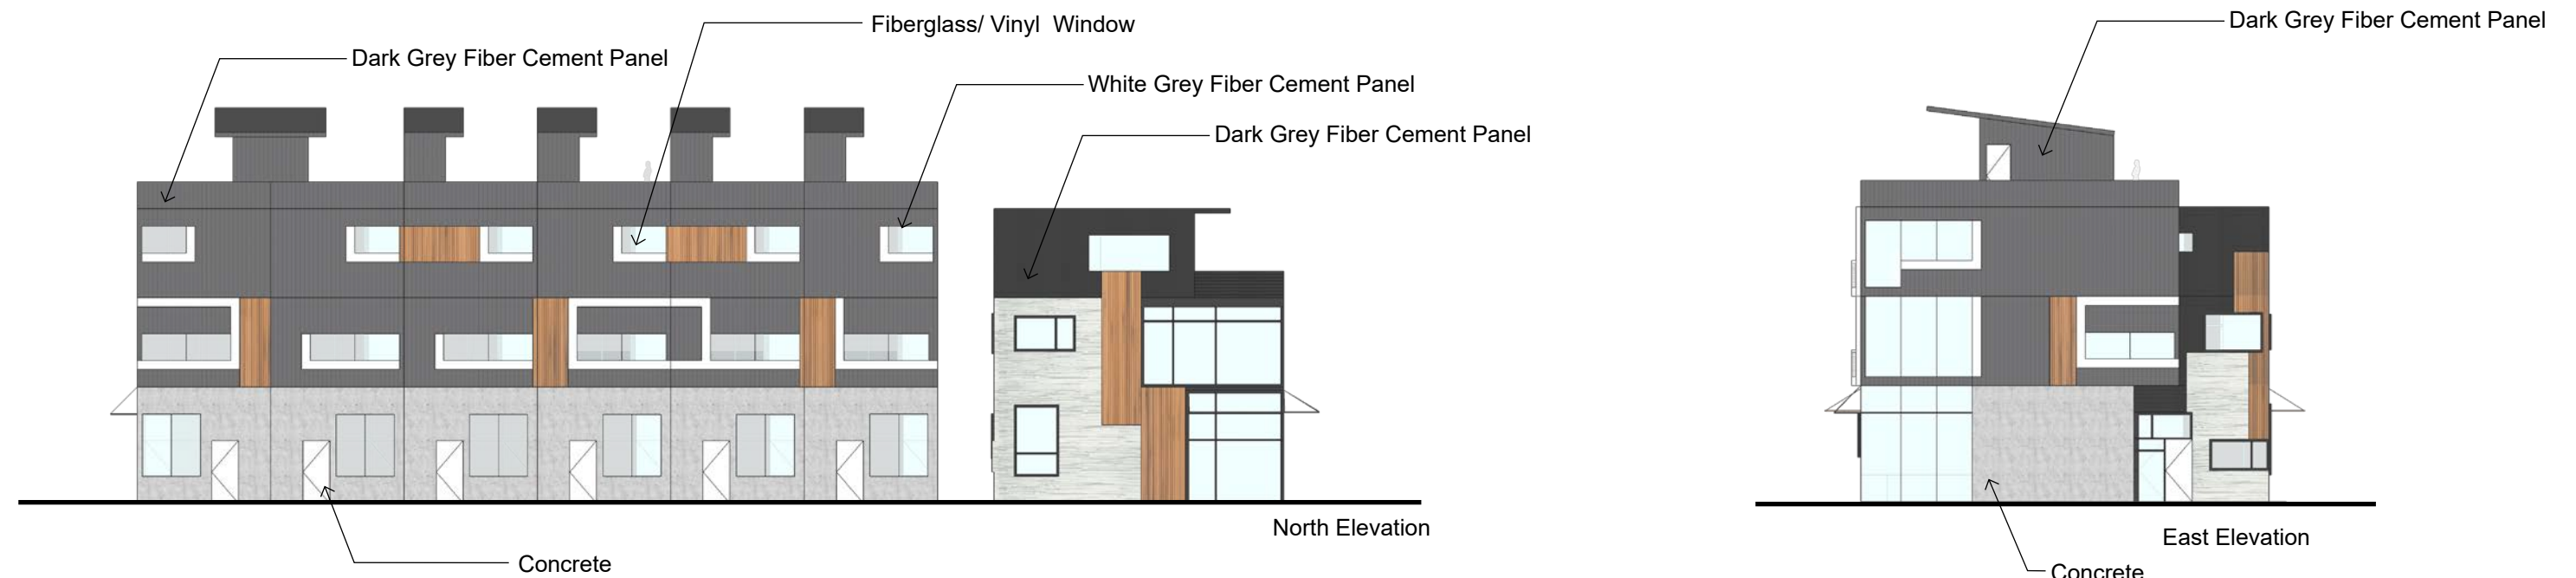 Fiberglass/ Vinyl  Window
Dark Grey Fiber Cement Panel
Dark Grey Fiber Cement Panel
White Grey Fiber Cement Panel
Dark Grey Fiber Cement Panel
North Elevation
East Elevation
Concrete
Concrete